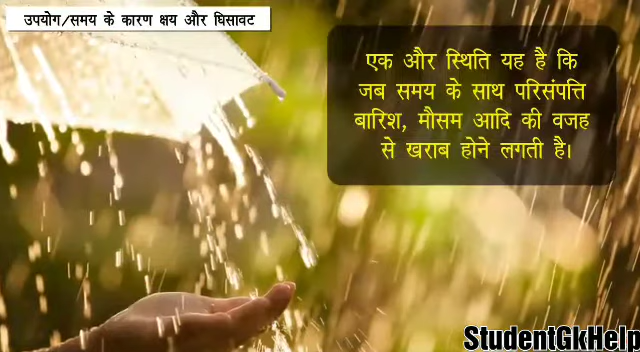 उपयोग/समय के कारण क्षय और घिसावट
एक और स्थिति यह है कि
जब समय के साथ परिसंपत्ति
बारिश, मौसम आदि की वजह
से खराब होने लगती है।
StudentGkHelp